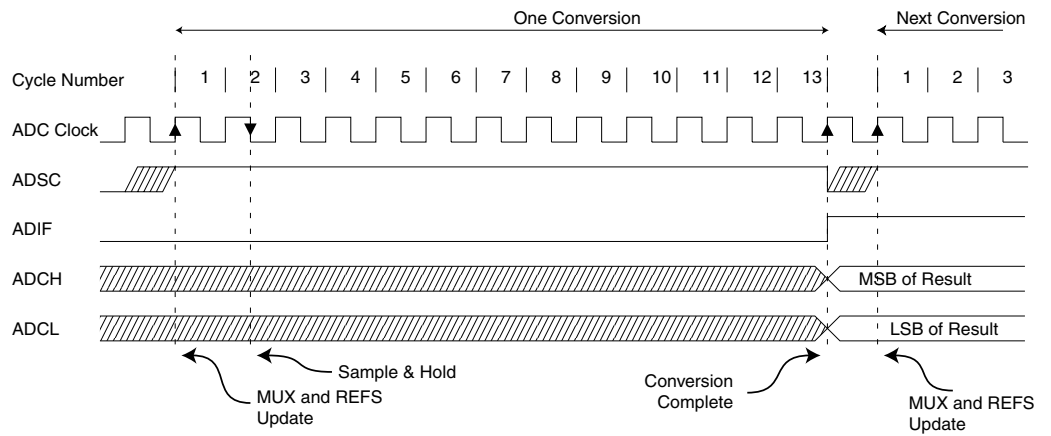 One Conversion
Next Conversion
Cycle Number
1 2 3 4 5 6 7 8 9 10 11 12 13 1 2 3
ADC Clock
ADSC
ADIF
ADCH
MSB of Result
ADCL
LSB of Result
Sample & Hold
MUX and REFS
Update
Conversion
Complete
MUX and REFS
Update